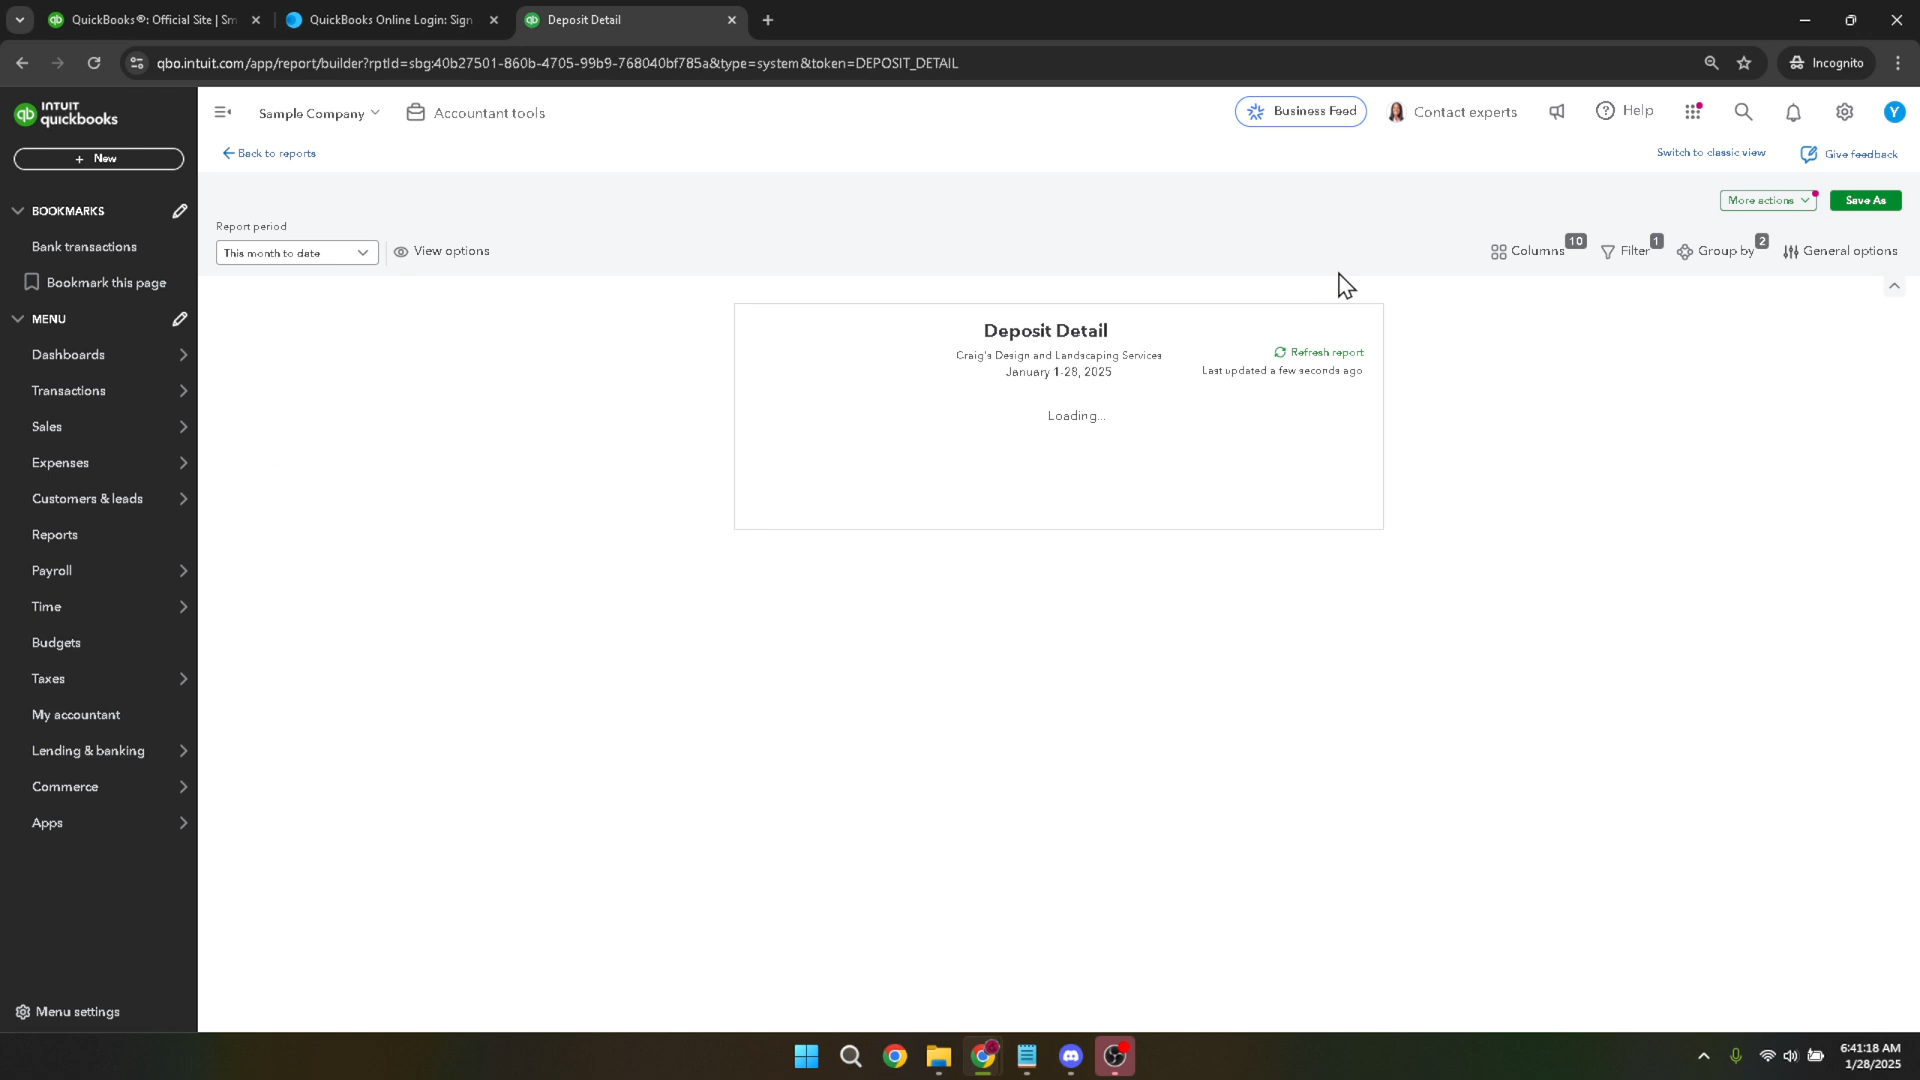 QuickBooks®: Official Site | Sm
QuickBooks Online Login: Sign
Deposit Detail
qbo.intuit.com/app/report/builder?rptId=sbg:40b27501-860b-4705-99b9-768040bf785a&type=system&token=DEPOSIT_DETAIL
Incognito
qb
INTUIT
quickbooks
Sample Company
Accountant tools
Business Feed
Contact experts
Help
Y
+ New
Back to reports
Switch to classic view
Give feedback
More actions
Save As
BOOKMARKS
Bank transactions
Bookmark this page
Report period
This month to date
View options
Columns
10
Filter
1
Group by
2
General options
MENU
Dashboards
Transactions
Sales
Expenses
Customers & leads
Reports
Payroll
Time
Budgets
Taxes
My accountant
Lending & banking
Commerce
Apps
Menu settings
Deposit Detail
Craig's Design and Landscaping Services
January 1-28, 2025
Refresh report
Last updated a few seconds ago
Loading...
6:41:18 AM
1/28/2025